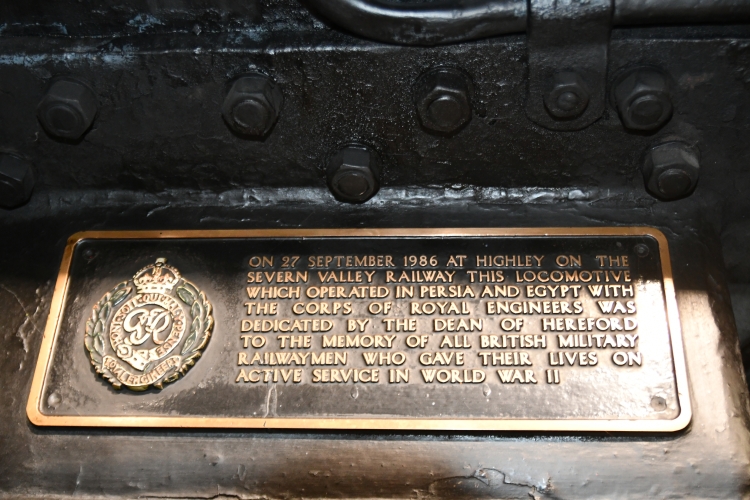 ON 27 SEPTEMBER 1986 AT HIGHLEY ON THE
SEVERN VALLEY RAILWAY THIS LOCOMOTIVE
WHICH OPERATED IN PERSIA AND EGYPT WITH
THE CORPS OF ROYAL ENGINEERS WAS
DEDICATED BY THE DEAN OF HEREFORD
TO THE MEMORY OF ALL BRITISH MILITARY
RAILWAYMEN WHO GAVE THEIR LIVES ON
ACTIVE SERVICE IN WORLD WAR II
ROYAL ENGINEERS